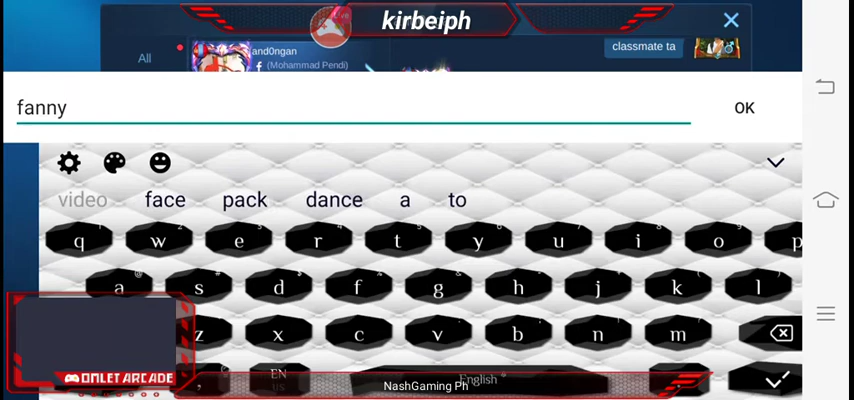 kirbeiph
and0ngan
classmate ta
All
(Mohammad Pendi)
fanny
OK
video face pack dance a to
q w e r t y u i o p
a s d f g h j k l
z x c v b n m
OMLET ARCADE
, EN English
US
NashGaming Ph